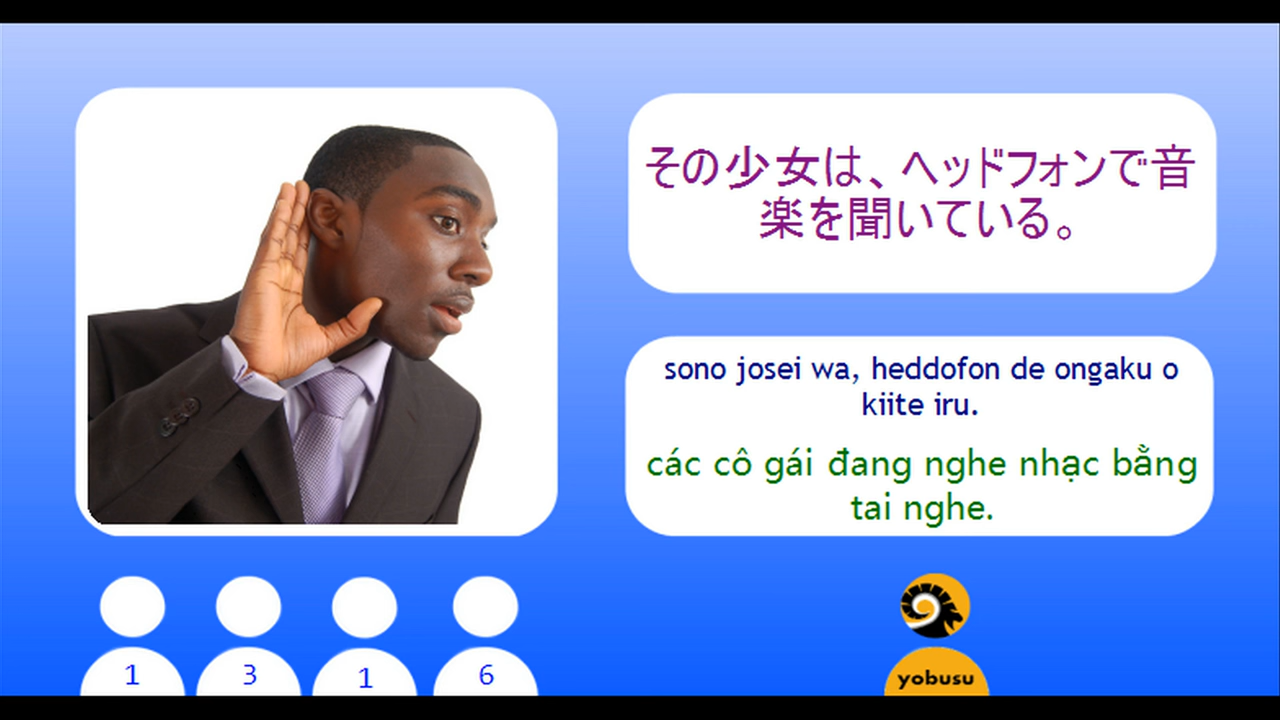 その少女は、ヘッドフォンで音
楽を聞いている。
sono josei wa, heddofon de ongaku o
kiite iru.
các cô gái đang nghe nhạc bằng
tai nghe.
1 3 1 6
yobusu